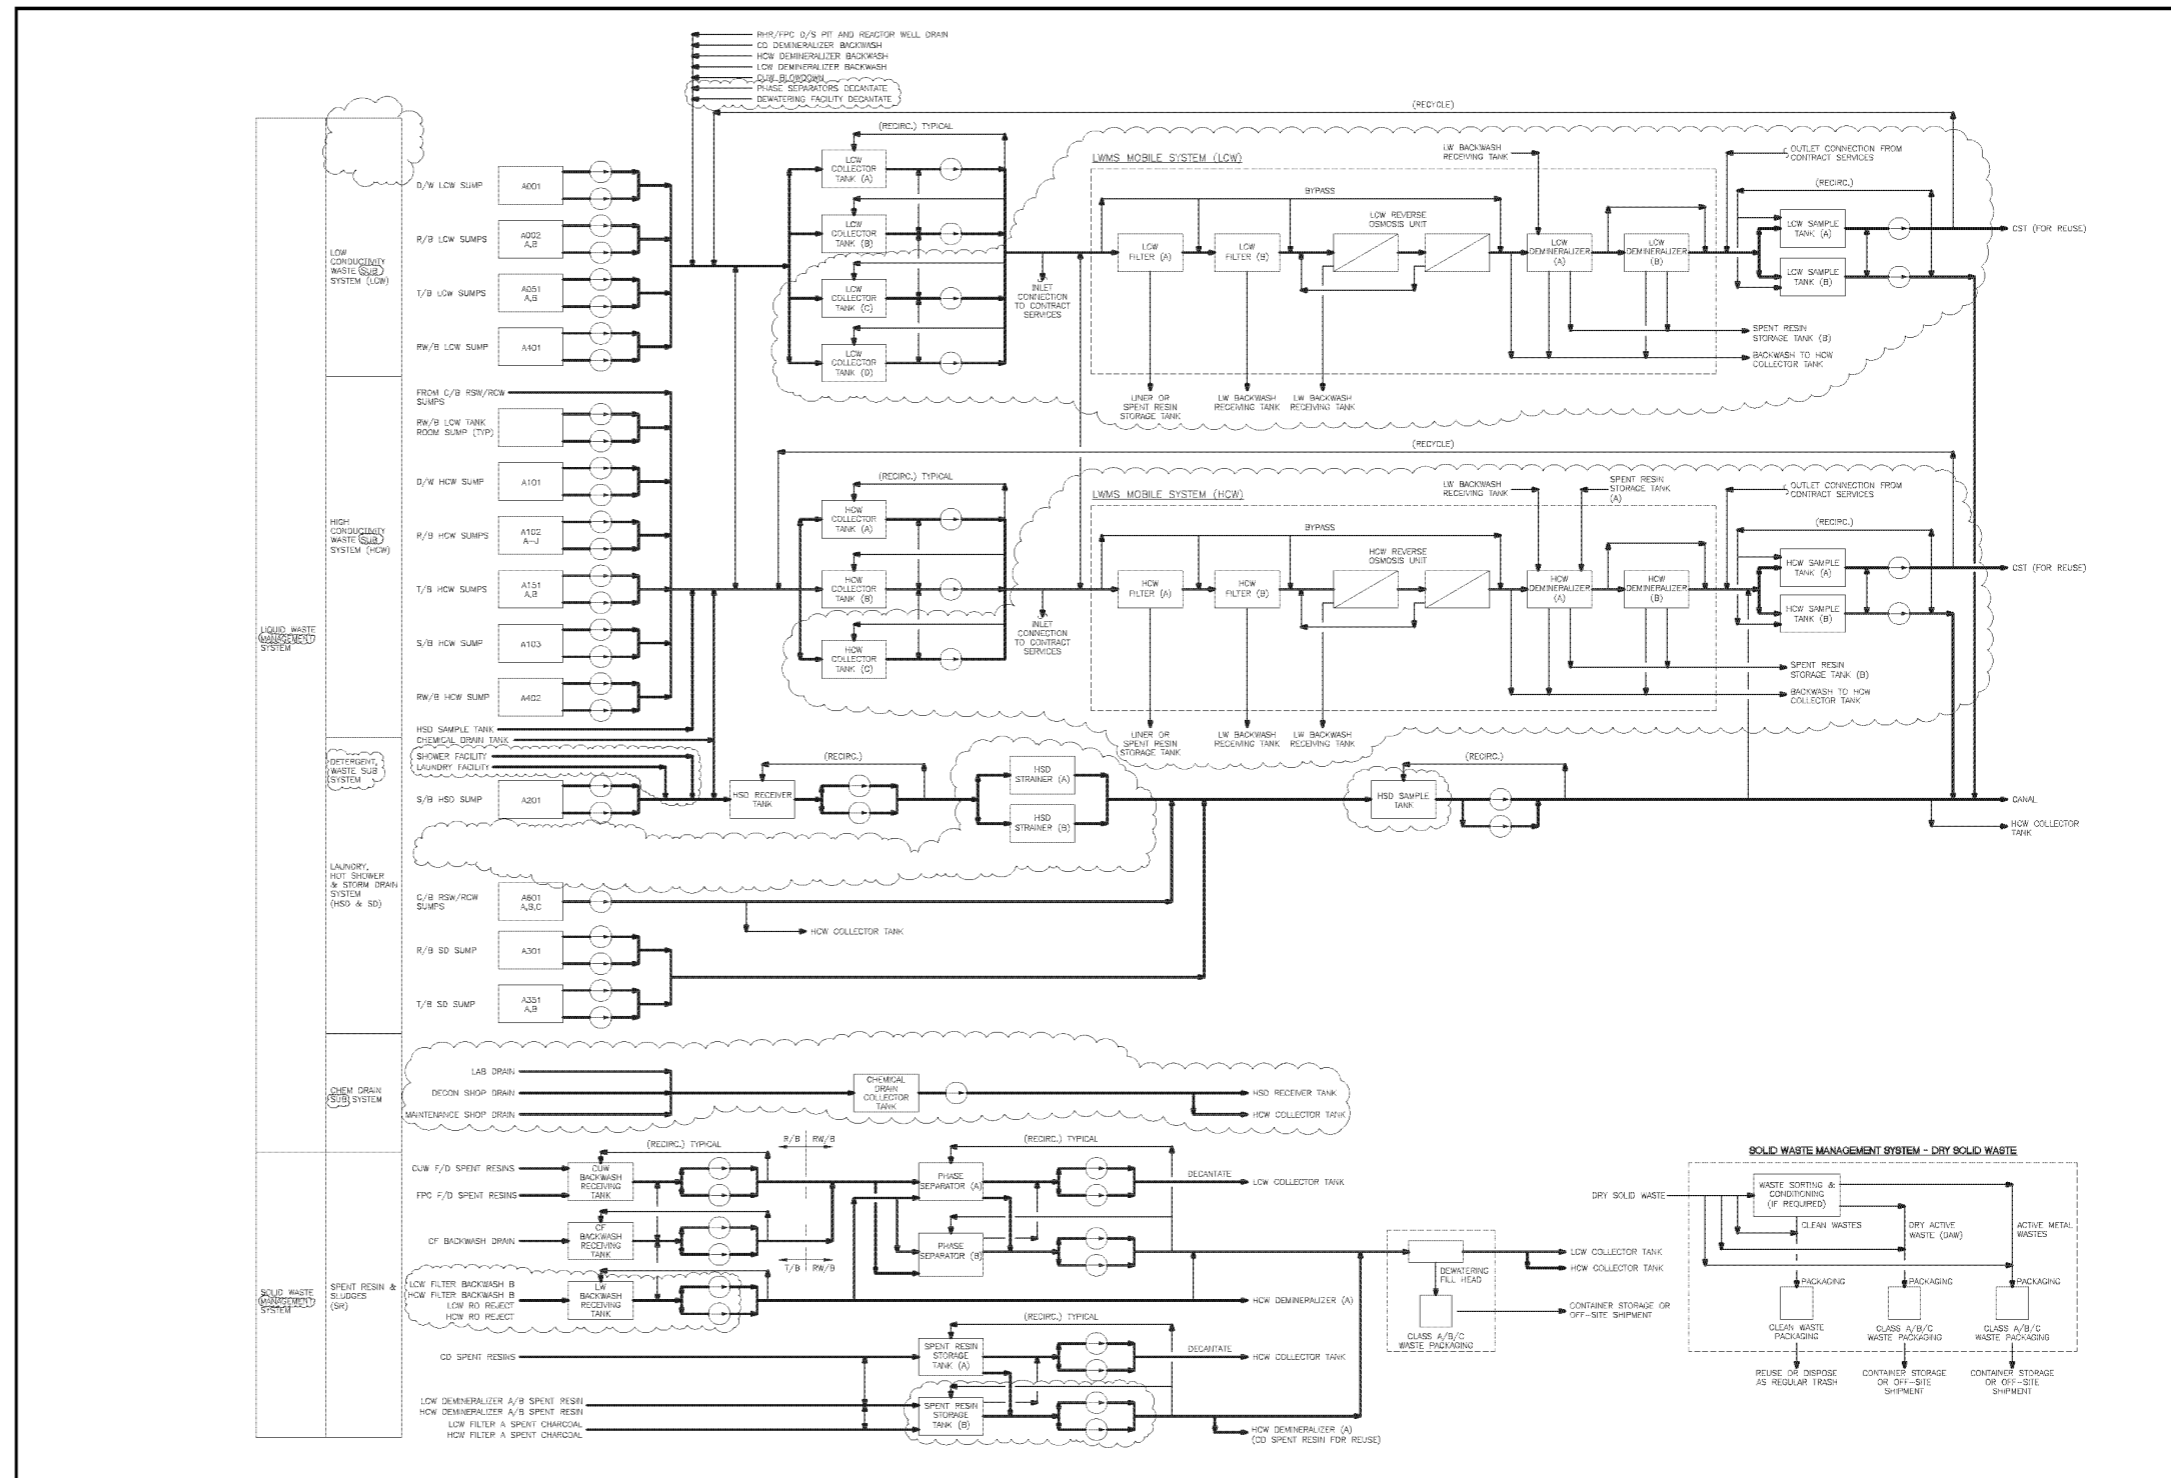 RHR/FPC D/S PIT AND REACTOR WELL DRAIN
CD DEMINERALIZER BACKWASH
HCW DEMINERALIZER BACKWASH
LCW DEMINERALIZER BACKWASH
CUW BLOWDOWN
PHASE SEPARATORS DECANTATE
DEWATERING FACILITY DECANTATE
(RECYCLE)
(RECIRC.) TYPICAL
LIQUID WASTE
MANAGEMENT
SYSTEM
LOW
CONDUCTIVITY
WASTE SUB
SYSTEM (LCW)
D/W LCW SUMP
A001
R/B LCW SUMPS
A002
A,B
T/B LCW SUMPS
A051
A,B
RW/B LCW SUMP
A401
LCW
COLLECTOR
TANK (A)
LCW
COLLECTOR
TANK (B)
LCW
COLLECTOR
TANK (C)
LCW
COLLECTOR
TANK (D)
INLET
CONNECTION
TO CONTRACT
SERVICES
LWMS MOBILE SYSTEM (LCW)
BYPASS
LCW
FILTER (A)
LCW
FILTER (B)
LCW REVERSE
OSMOSIS UNIT
LW BACKWASH
RECEIVING TANK
LCW
DEMINERALIZER
(A)
LCW
DEMINERALIZER
(B)
OUTLET CONNECTION FROM
CONTRACT SERVICES
(RECIRC.)
LCW SAMPLE
TANK (A)
LCW SAMPLE
TANK (B)
CST (FOR REUSE)
SPENT RESIN
STORAGE TANK (B)
BACKWASH TO HCW
COLLECTOR TANK
LINER OR
SPENT RESIN
STORAGE TANK
LW BACKWASH
RECEIVING TANK
LW BACKWASH
RECEIVING TANK
HIGH
CONDUCTIVITY
WASTE SUB
SYSTEM (HCW)
FROM C/B RSW/RCW
SUMPS
RW/B LCW TANK
ROOM SUMP (TYP)
D/W HCW SUMP
A101
R/B HCW SUMPS
A102
A-J
T/B HCW SUMPS
A151
A,B
S/B HCW SUMP
A103
RW/B HCW SUMP
A402
HSD SAMPLE TANK
CHEMICAL DRAIN TANK
(RECYCLE)
(RECIRC.) TYPICAL
HCW
COLLECTOR
TANK (A)
HCW
COLLECTOR
TANK (B)
HCW
COLLECTOR
TANK (C)
INLET
CONNECTION
TO CONTRACT
SERVICES
LWMS MOBILE SYSTEM (HCW)
BYPASS
HCW
FILTER (A)
HCW
FILTER (B)
HCW REVERSE
OSMOSIS UNIT
LW BACKWASH
RECEIVING TANK
SPENT RESIN
STORAGE TANK
(A)
HCW
DEMINERALIZER
(A)
HCW
DEMINERALIZER
(B)
OUTLET CONNECTION FROM
CONTRACT SERVICES
(RECIRC.)
HCW SAMPLE
TANK (A)
HCW SAMPLE
TANK (B)
CST (FOR REUSE)
SPENT RESIN
STORAGE TANK (B)
BACKWASH TO HCW
COLLECTOR TANK
LINER OR
SPENT RESIN
STORAGE TANK
LW BACKWASH
RECEIVING TANK
LW BACKWASH
RECEIVING TANK
DETERGENT
WASTE SUB
SYSTEM
SHOWER FACILITY
LAUNDRY FACILITY
S/B HSD SUMP
A201
HSD RECEIVER
TANK
(RECIRC.)
HSD
STRAINER (A)
HSD
STRAINER (B)
HSD SAMPLE
TANK
(RECIRC.)
CANAL
HCW COLLECTOR
TANK
LAUNDRY,
HOT SHOWER
& STORM DRAIN
SYSTEM
(HSD & SD)
C/B RSW/RCW
SUMPS
A601
A,B,C
HCW COLLECTOR TANK
R/B SD SUMP
A301
T/B SD SUMP
A351
A,B
CHEM DRAIN
SUB SYSTEM
LAB DRAIN
DECON SHOP DRAIN
MAINTENANCE SHOP DRAIN
CHEMICAL
DRAIN
COLLECTOR
TANK
HSD RECEIVER TANK
HCW COLLECTOR TANK
SOLID WASTE
MANAGEMENT
SYSTEM
SPENT RESIN &
SLUDGES
(SR)
(RECIRC.) TYPICAL
R/B RW/B
CUW F/D SPENT RESINS
FPC F/D SPENT RESINS
CUW
BACKWASH
RECEIVING
TANK
CF BACKWASH DRAIN
CF
BACKWASH
RECEIVING
TANK
T/B RW/B
LCW FILTER BACKWASH B
HCW FILTER BACKWASH B
LCW RO REJECT
HCW RO REJECT
LW
BACKWASH
RECEIVING
TANK
(RECIRC.) TYPICAL
PHASE
SEPARATOR (A)
PHASE
SEPARATOR (B)
DECANTATE
LCW COLLECTOR TANK
HCW DEMINERALIZER (A)
(RECIRC.) TYPICAL
CD SPENT RESINS
SPENT RESIN
STORAGE
TANK (A)
DECANTATE
HCW COLLECTOR TANK
LCW DEMINERALIZER A/B SPENT RESIN
HCW DEMINERALIZER A/B SPENT RESIN
LCW FILTER A SPENT CHARCOAL
HCW FILTER A SPENT CHARCOAL
SPENT RESIN
STORAGE
TANK (B)
HCW DEMINERALIZER (A)
(CD SPENT RESIN FOR REUSE)
DEWATERING
FILL HEAD
CLASS A/B/C
WASTE PACKAGING
LCW COLLECTOR TANK
HCW COLLECTOR TANK
CONTAINER STORAGE OR
OFF-SITE SHIPMENT
SOLID WASTE MANAGEMENT SYSTEM - DRY SOLID WASTE
DRY SOLID WASTE
WASTE SORTING &
CONDITIONING
(IF REQUIRED)
CLEAN WASTES
DRY ACTIVE
WASTE (DAW)
ACTIVE METAL
WASTES
PACKAGING
PACKAGING
PACKAGING
CLEAN WASTE
PACKAGING
CLASS A/B/C
WASTE PACKAGING
CLASS A/B/C
WASTE PACKAGING
REUSE OR DISPOSE
AS REGULAR TRASH
CONTAINER STORAGE
OR OFF-SITE
SHIPMENT
CONTAINER STORAGE
OR OFF-SITE
SHIPMENT